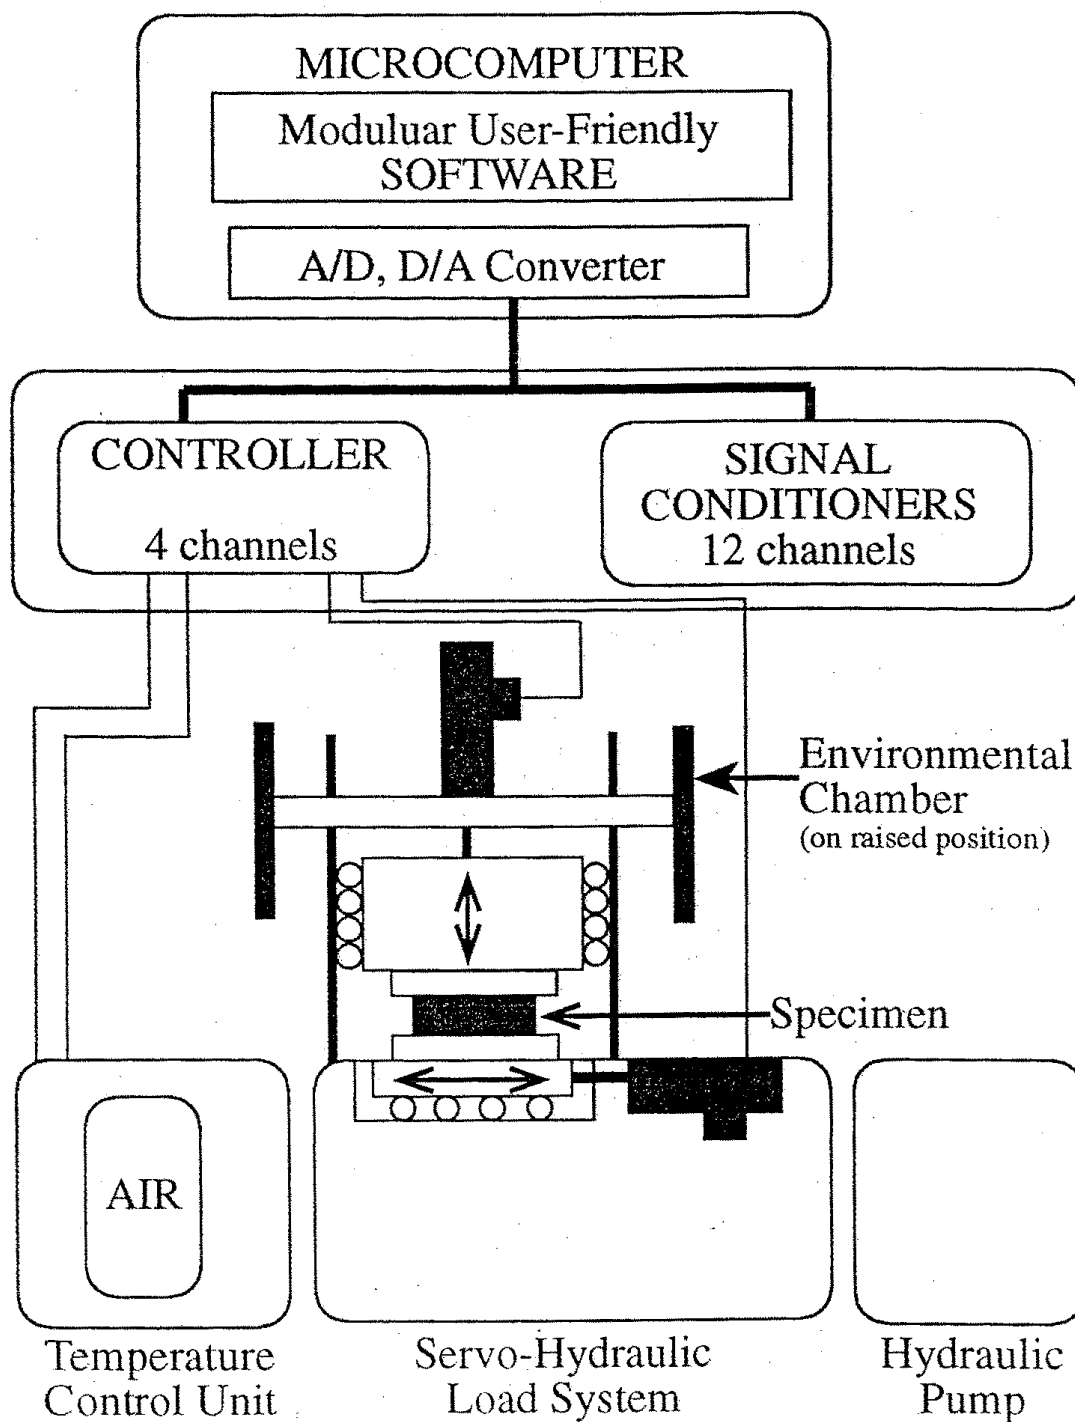 MICROCOMPUTER
Moduluar User-Friendly
SOFTWARE
A/D, D/A Converter
CONTROLLER
4 channels
SIGNAL
CONDITIONERS
12 channels
Environmental
Chamber
(on raised position)
Specimen
AIR
Temperature
Control Unit
Servo-Hydraulic
Load System
Hydraulic
Pump